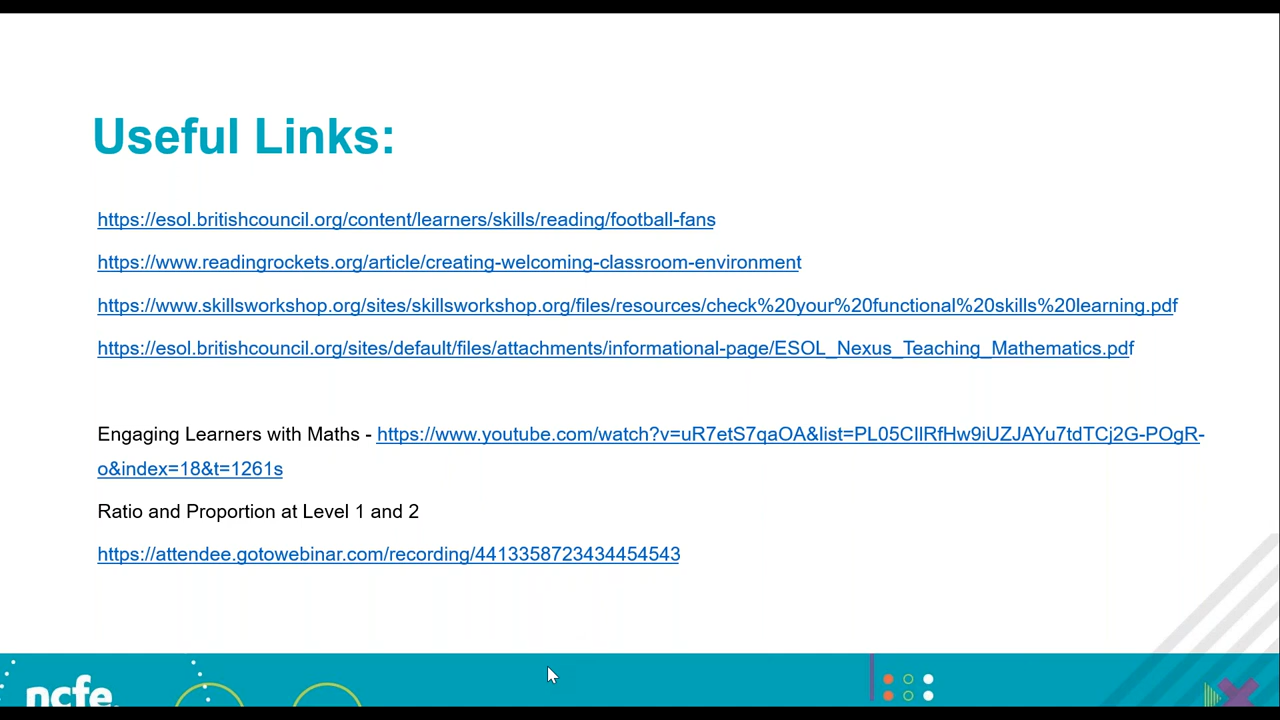 Useful Links:
https://esol.britishcouncil.org/content/learners/skills/reading/football-fans
https://www.readingrockets.org/article/creating-welcoming-classroom-environment
https://www.skillsworkshop.org/sites/skillsworkshop.org/files/resources/check%20your%20functional%20skills%20learning.pdf
https://esol.britishcouncil.org/sites/default/files/attachments/informational-page/ESOL_Nexus_Teaching_Mathematics.pdf
Engaging Learners with Maths - https://www.youtube.com/watch?v=uR7etS7qaOA&list=PL05CIlRfHw9iUZJAYu7tdTCj2G-POgR-
o&index=18&t=1261s
Ratio and Proportion at Level 1 and 2
https://attendee.gotowebinar.com/recording/4413358723434454543
ncfe.